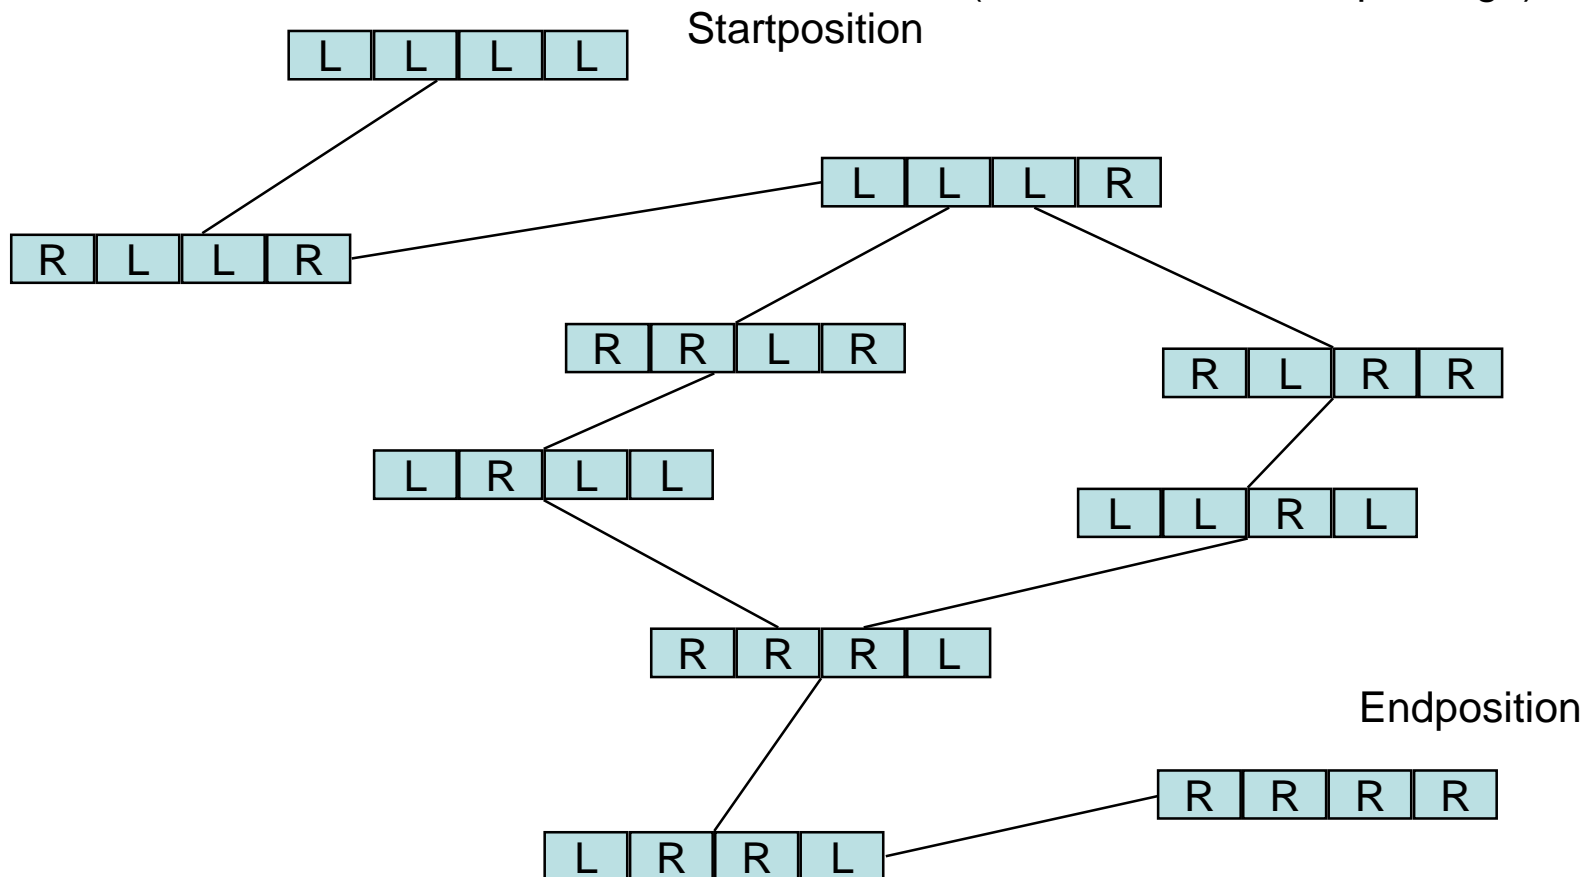 Startposition
L L L L
L L L R
R L L R
R R L R
R L R R
L R L L
L L R L
R R R L
Endposition
R R R R
L R R L